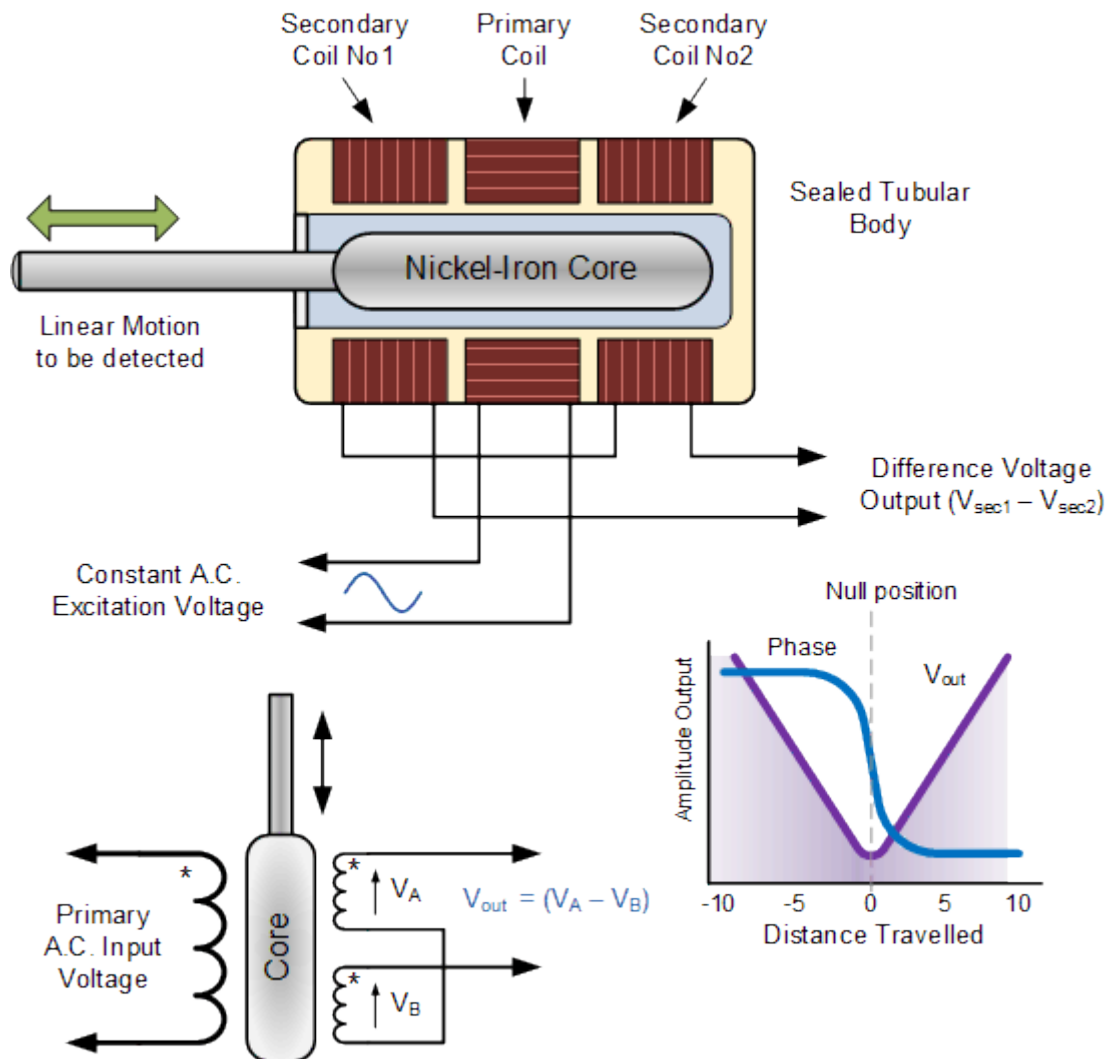 Secondary
Coil No1
Primary
Coil
Secondary
Coil No2
Sealed Tubular
Body
Nickel-Iron Core
Linear Motion
to be detected
Difference Voltage
Output (Vsec1 – Vsec2)
Constant A.C.
Excitation Voltage
Null position
Phase
Vout
Amplitude Output
-10 -5 0 5 10
Distance Travelled
Primary
A.C. Input
Voltage
*
Core
*
VA
Vout = (VA – VB)
*
VB